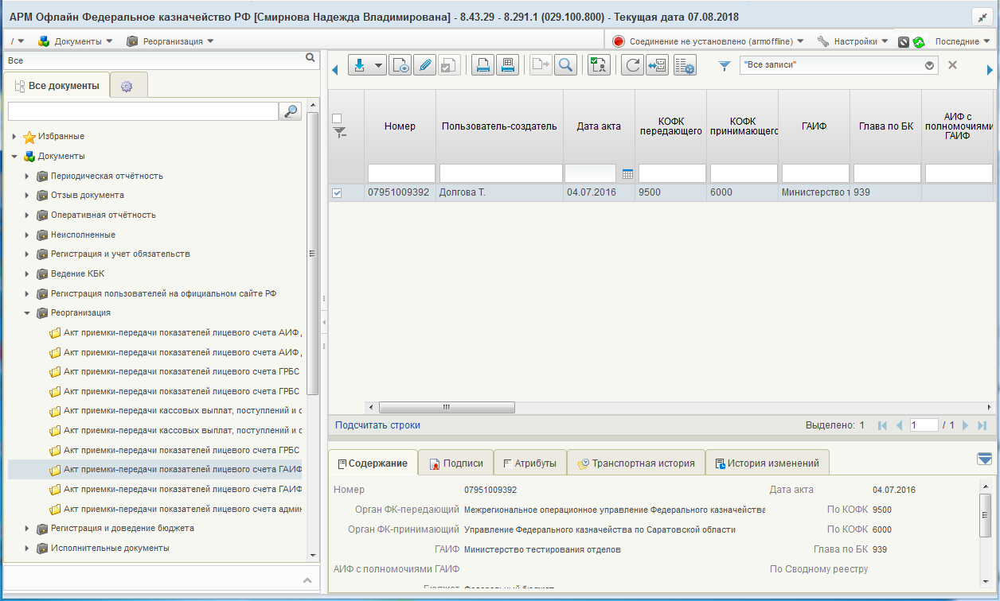 АРМ Офлайн Федеральное казначейство РФ [Смирнова Надежда Владимировна] - 8.43.29 - 8.291.1 (029.100.800) - Текущая дата 07.08.2018
/ Документы Реорганизация Соединение не установлено (armoffline) Настройки Последние
Все
"Все записи"
Все документы
Избранные
Документы
Периодическая отчётность
Отзыв документа
Оперативная отчётность
Неисполненные
Регистрация и учет обязательств
Ведение КБК
Регистрация пользователей на официальном сайте РФ
Реорганизация
Акт приемки-передачи показателей лицевого счета АИФ
Акт приемки-передачи показателей лицевого счета АИФ
Акт приемки-передачи показателей лицевого счета ГРБС
Акт приемки-передачи показателей лицевого счета ГРБС
Акт приемки-передачи кассовых выплат, поступлений и с
Акт приемки-передачи кассовых выплат, поступлений и с
Акт приемки-передачи показателей лицевого счета ГРБС
Акт приемки-передачи показателей лицевого счета ГАИФ
Акт приемки-передачи показателей лицевого счета ГАИФ
Акт приемки-передачи показателей лицевого счета админ
Регистрация и доведение бюджета
Исполнительные документы
Номер Пользователь-создатель Дата акта КОФК передающего КОФК принимающего ГАИФ Глава по БК АИФ с полномочиями ГАИФ
07951009392 Долгова Т. 04.07.2016 9500 6000 Министерство т 939
Подсчитать строки Выделено: 1 1 / 1
Содержание Подписи Атрибуты Транспортная история История изменений
Номер 07951009392 Дата акта 04.07.2016
Орган ФК-передающий Межрегиональное операционное управление Федерального казначейства По КОФК 9500
Орган ФК-принимающий Управление Федерального казначейства по Саратовской области По КОФК 6000
ГАИФ Министерство тестирования отделов Глава по БК 939
АИФ с полномочиями ГАИФ По Сводному реестру
Бюджет Федеральный бюджет